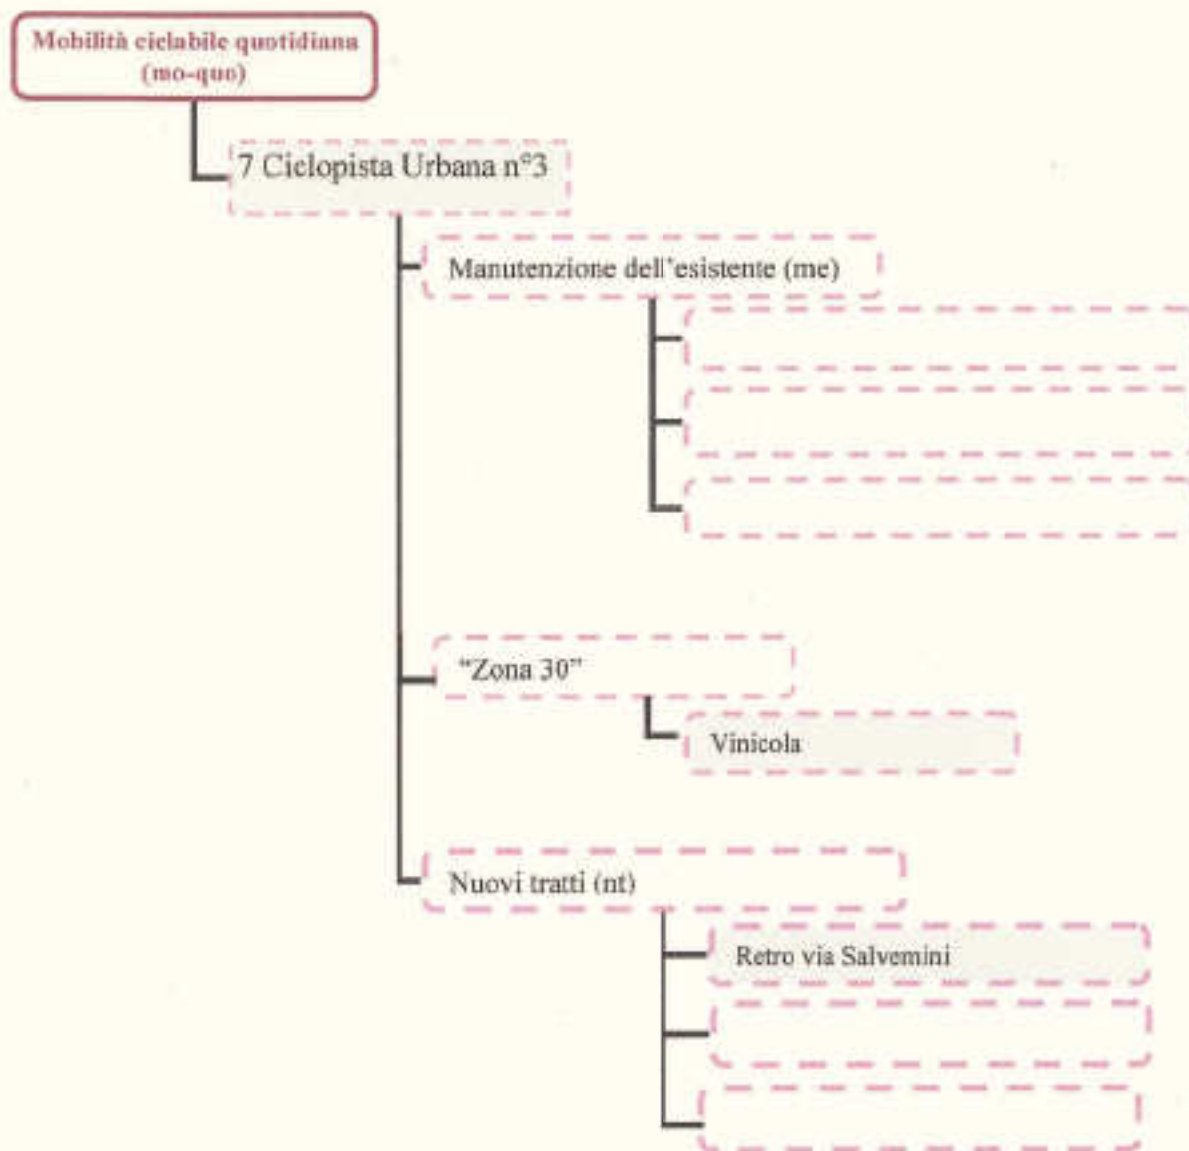 Mobilità ciclabile quotidiana
(mo-quo)
7 Ciclopista Urbana n°3
Manutenzione dell'esistente (me)
“Zona 30”
Vinicola
Nuovi tratti (nt)
Retro via Salvemini